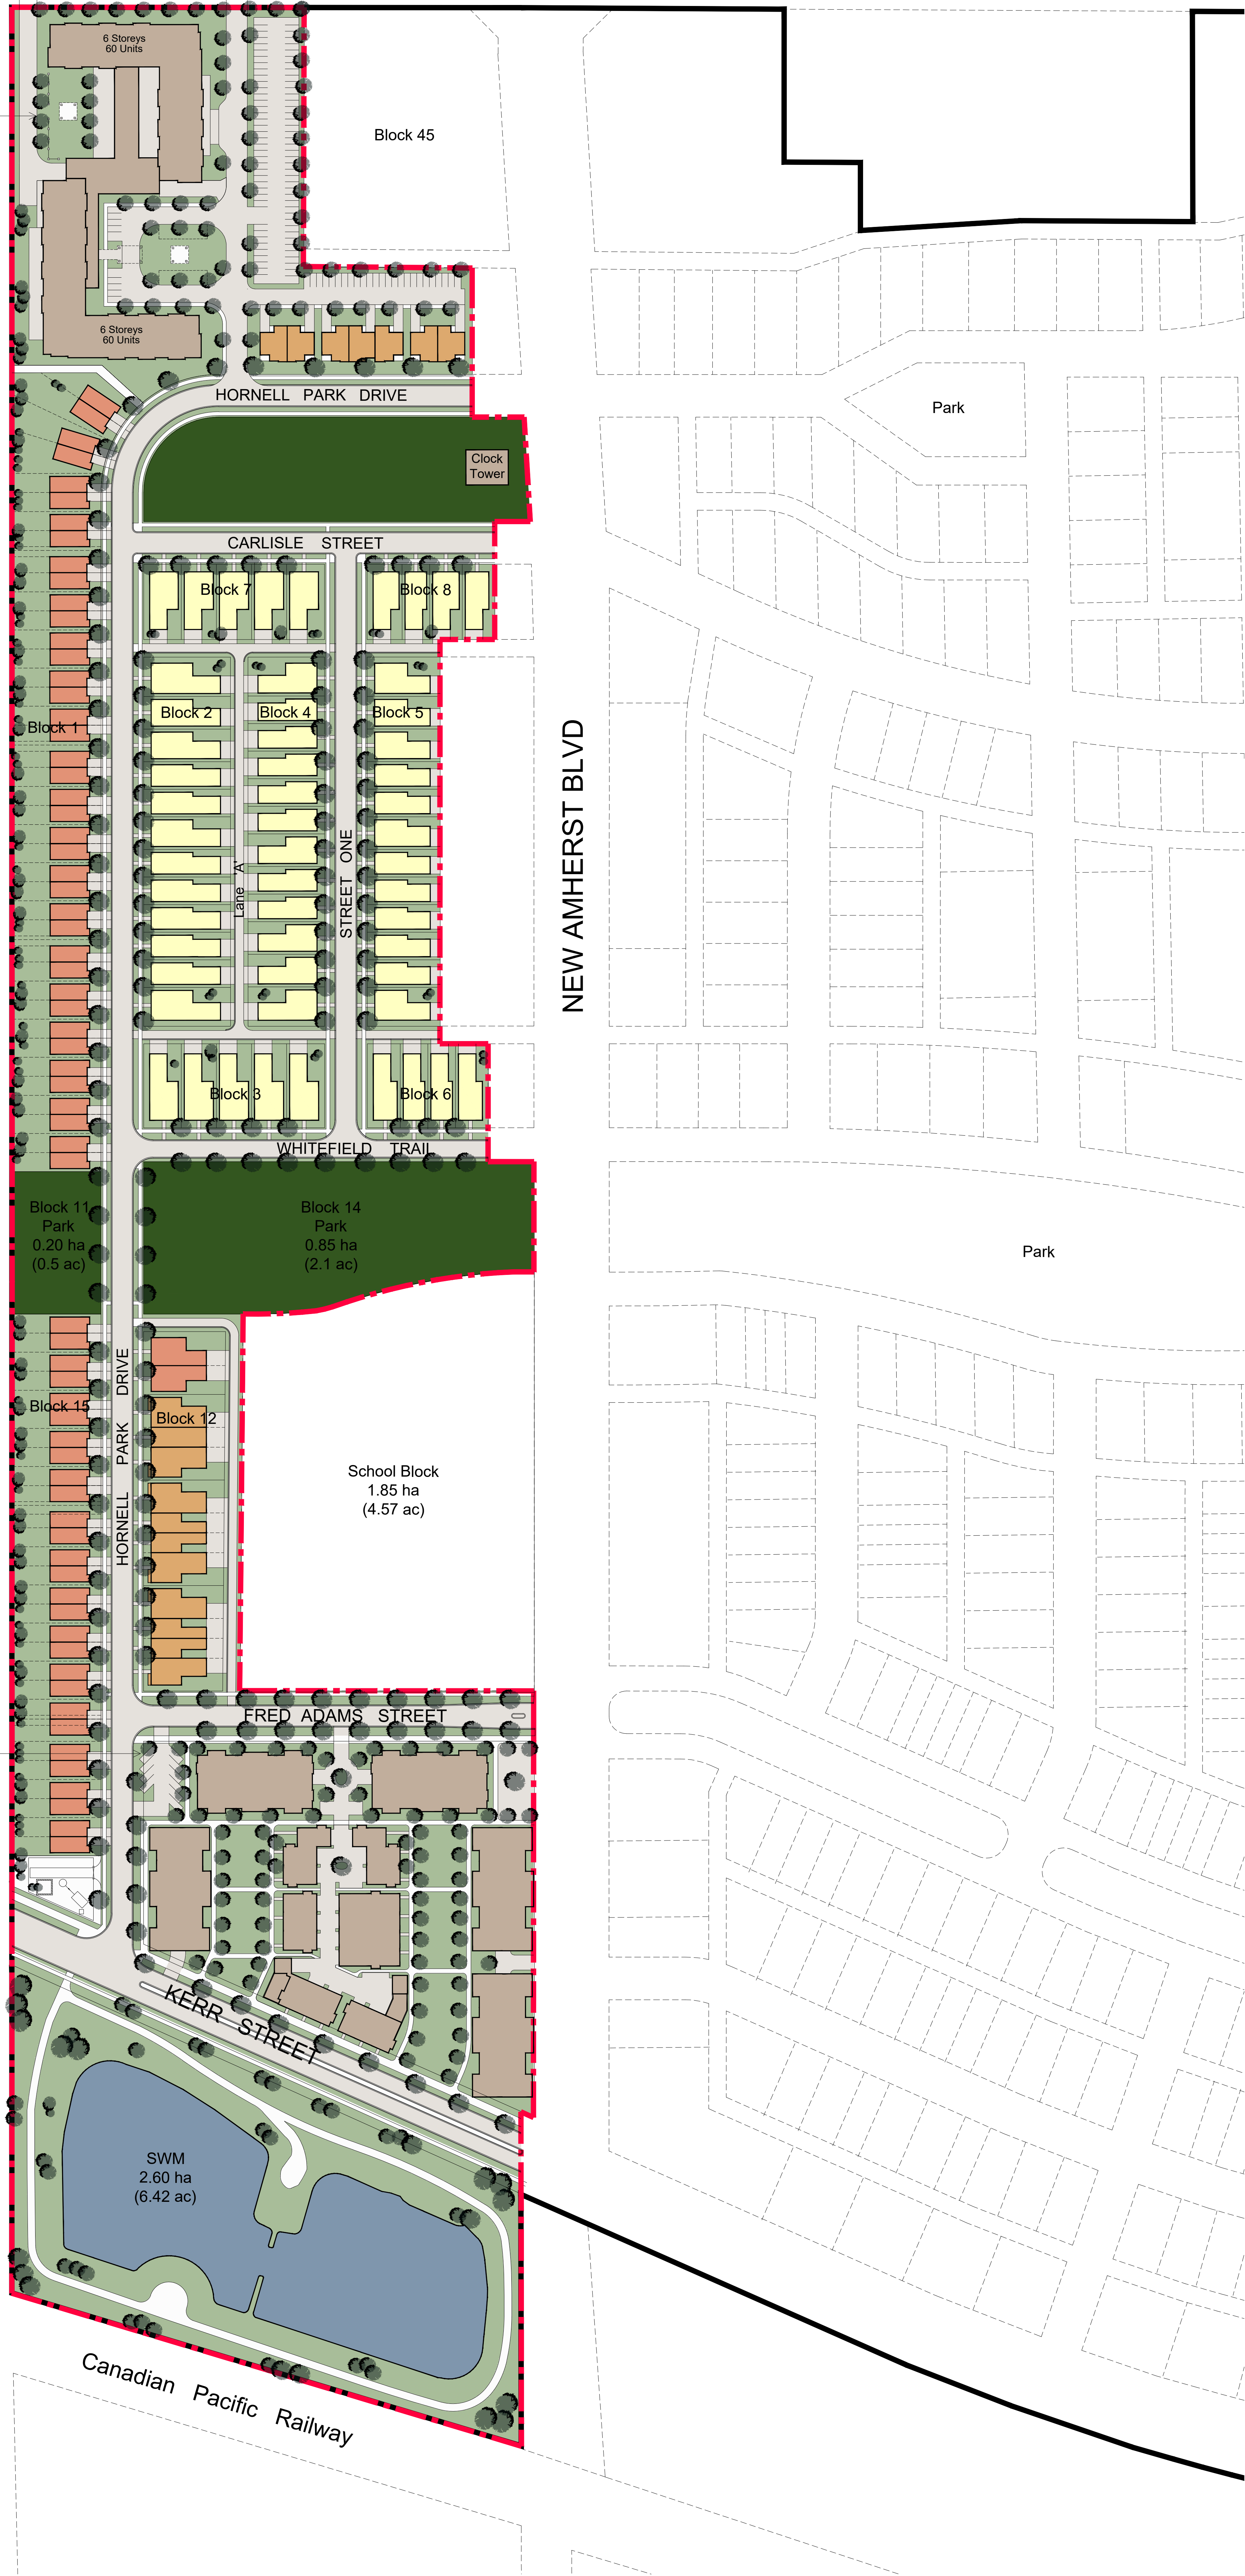 6 Storeys
60 Units
Block 45
6 Storeys
60 Units
HORNELL PARK DRIVE
Park
Clock
Tower
CARLISLE STREET
Block 7
Block 8
Block 2
Block 4
Block 5
Block 1
NEW AMHERST BLVD
Lane 'A'
STREET ONE
Block 3
Block 6
WHITEFIELD TRAIL
Block 11
Park
0.20 ha
(0.5 ac)
Block 14
Park
0.85 ha
(2.1 ac)
Park
HORNELL PARK DRIVE
Block 15
Block 12
School Block
1.85 ha
(4.57 ac)
FRED ADAMS STREET
KERR STREET
SWM
2.60 ha
(6.42 ac)
Canadian Pacific Railway